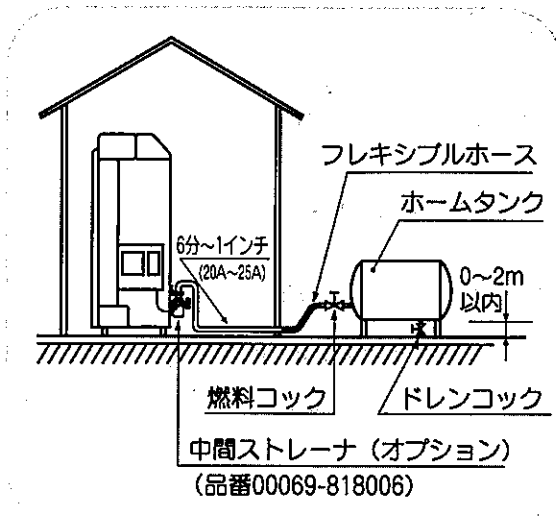 フレキシブルホース
ホームタンク
6分〜1インチ
(20A〜25A)
0〜2m
以内
燃料コック
ドレンコック
中間ストレーナ（オプション）
（品番00069-818006）